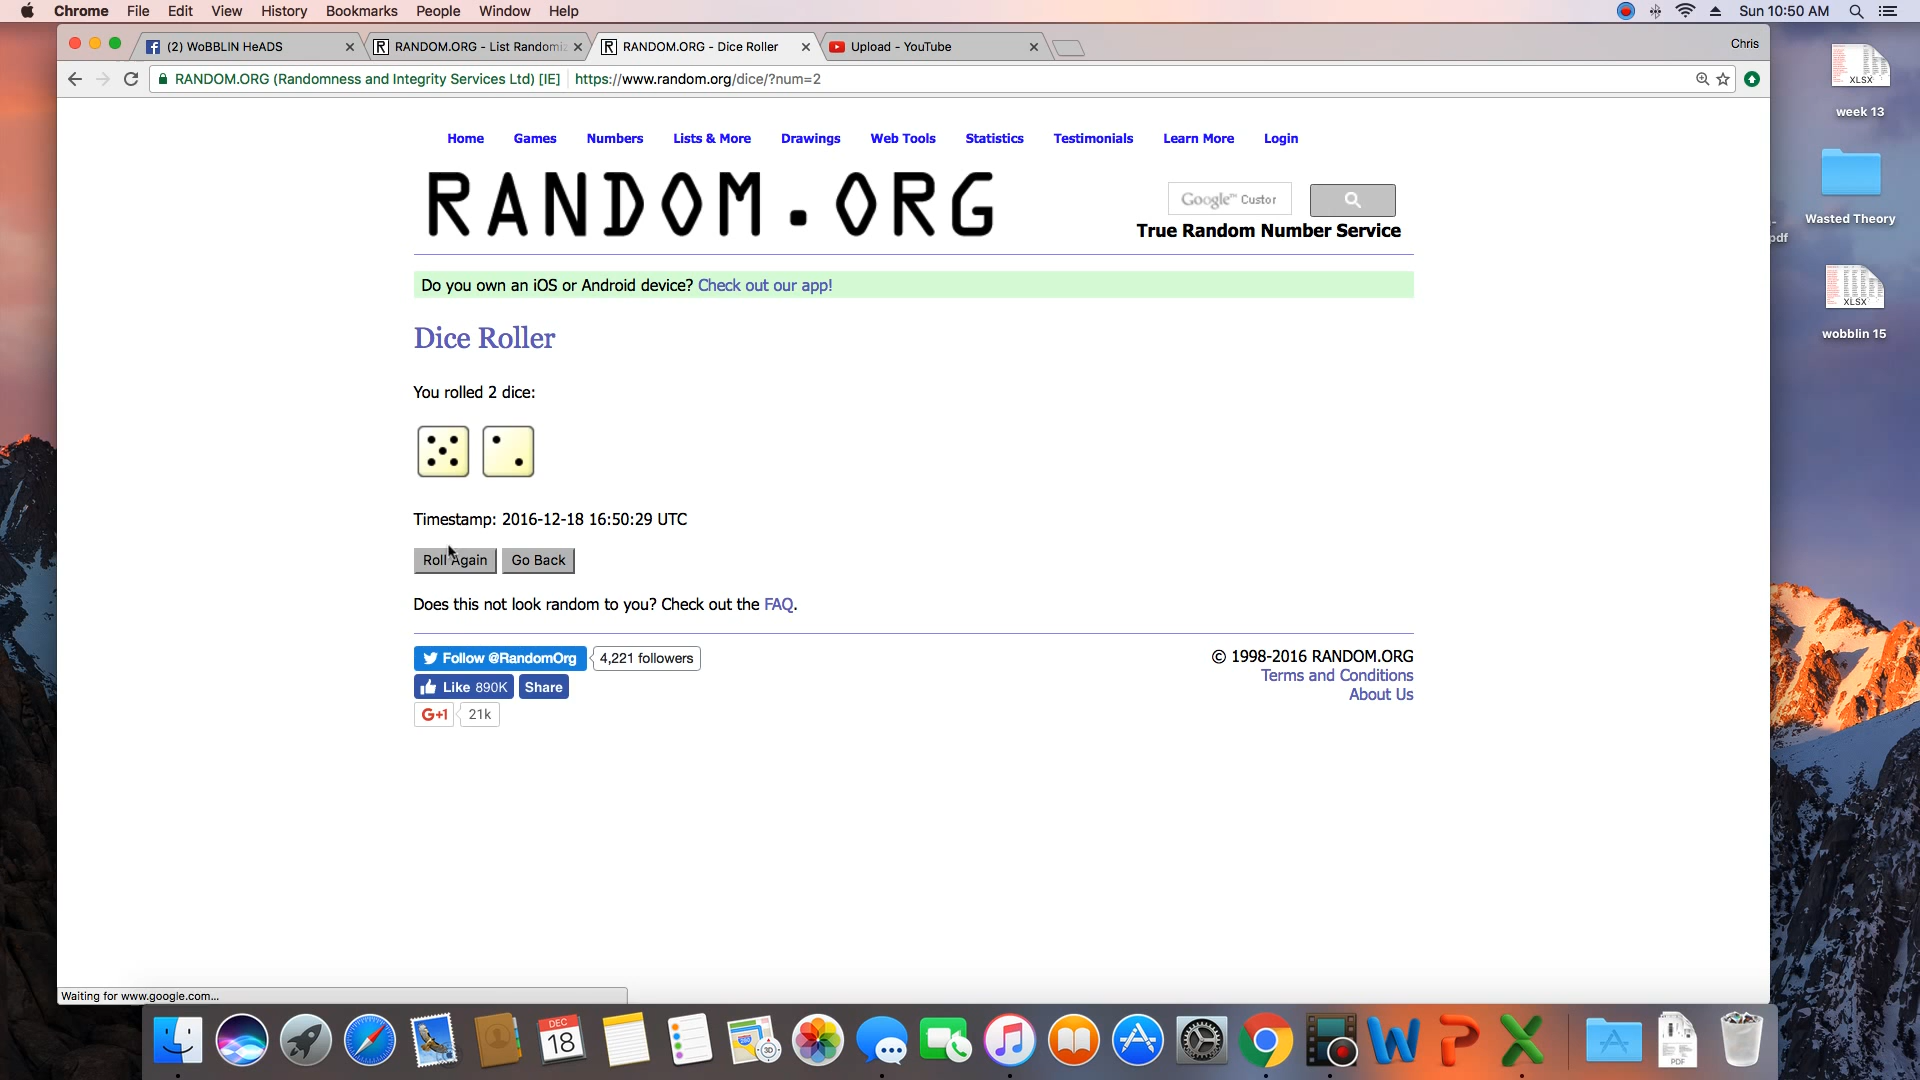 Chrome File Edit View History Bookmarks People Window Help Sun 10:50 AM
(2) WoBBLIN HeADS RANDOM.ORG - List Randomiz RANDOM.ORG - Dice Roller Upload - YouTube Chris
RANDOM.ORG (Randomness and Integrity Services Ltd) [IE] https://www.random.org/dice/?num=2
Home Games Numbers Lists & More Drawings Web Tools Statistics Testimonials Learn More Login
RANDOM.ORG
Google™ Custor
True Random Number Service
Do you own an iOS or Android device? Check out our app!
Dice Roller
You rolled 2 dice:
Timestamp: 2016-12-18 16:50:29 UTC
Roll Again Go Back
Does this not look random to you? Check out the FAQ.
Follow @RandomOrg 4,221 followers
Like 890K Share
G+1 21k
© 1998-2016 RANDOM.ORG
Terms and Conditions
About Us
Waiting for www.google.com...
XLSX
week 13
Wasted Theory
pdf
XLSX
wobblin 15
DEC
18
3D
PDF